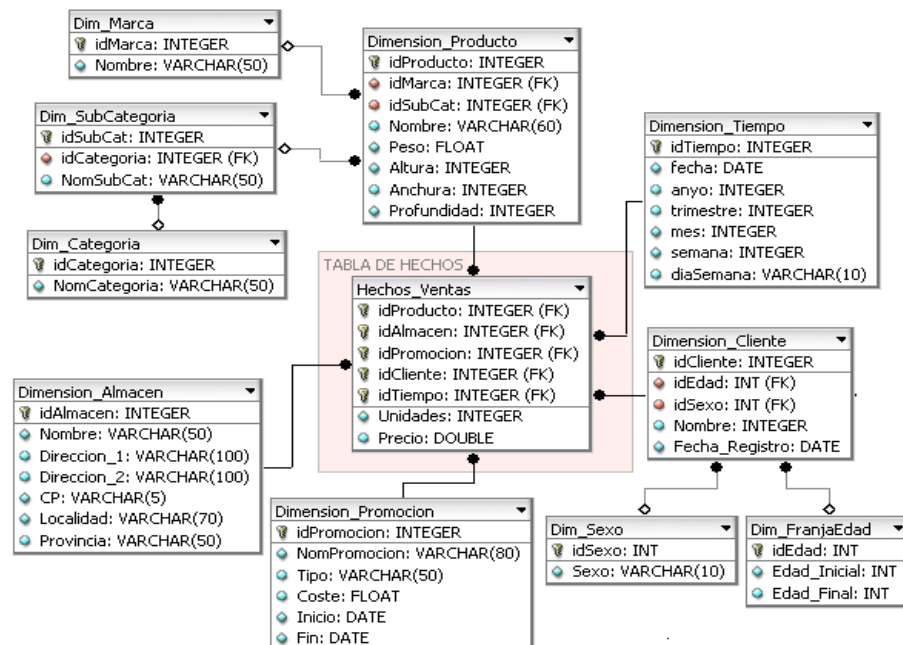 Dim_Marca
idMarca: INTEGER
Nombre: VARCHAR(50)
Dim_SubCategoria
idSubCat: INTEGER
idCategoria: INTEGER (FK)
NomSubCat: VARCHAR(50)
Dim_Categoria
idCategoria: INTEGER
NomCategoria: VARCHAR(50)
Dimension_Producto
idProducto: INTEGER
idMarca: INTEGER (FK)
idSubCat: INTEGER (FK)
Nombre: VARCHAR(60)
Peso: FLOAT
Altura: INTEGER
Anchura: INTEGER
Profundidad: INTEGER
Dimension_Tiempo
idTiempo: INTEGER
fecha: DATE
anyo: INTEGER
trimestre: INTEGER
mes: INTEGER
semana: INTEGER
diaSemana: VARCHAR(10)
TABLA DE HECHOS
Hechos_Ventas
idProducto: INTEGER (FK)
idAlmacen: INTEGER (FK)
idPromocion: INTEGER (FK)
idCliente: INTEGER (FK)
idTiempo: INTEGER (FK)
Unidades: INTEGER
Precio: DOUBLE
Dimension_Cliente
idCliente: INTEGER
idEdad: INT (FK)
idSexo: INT (FK)
Nombre: INTEGER
Fecha_Registro: DATE
Dimension_Almacen
idAlmacen: INTEGER
Nombre: VARCHAR(50)
Direccion_1: VARCHAR(100)
Direccion_2: VARCHAR(100)
CP: VARCHAR(5)
Localidad: VARCHAR(70)
Provincia: VARCHAR(50)
Dimension_Promocion
idPromocion: INTEGER
NomPromocion: VARCHAR(80)
Tipo: VARCHAR(50)
Coste: FLOAT
Inicio: DATE
Fin: DATE
Dim_Sexo
idSexo: INT
Sexo: VARCHAR(10)
Dim_FranjaEdad
idEdad: INT
Edad_Inicial: INT
Edad_Final: INT